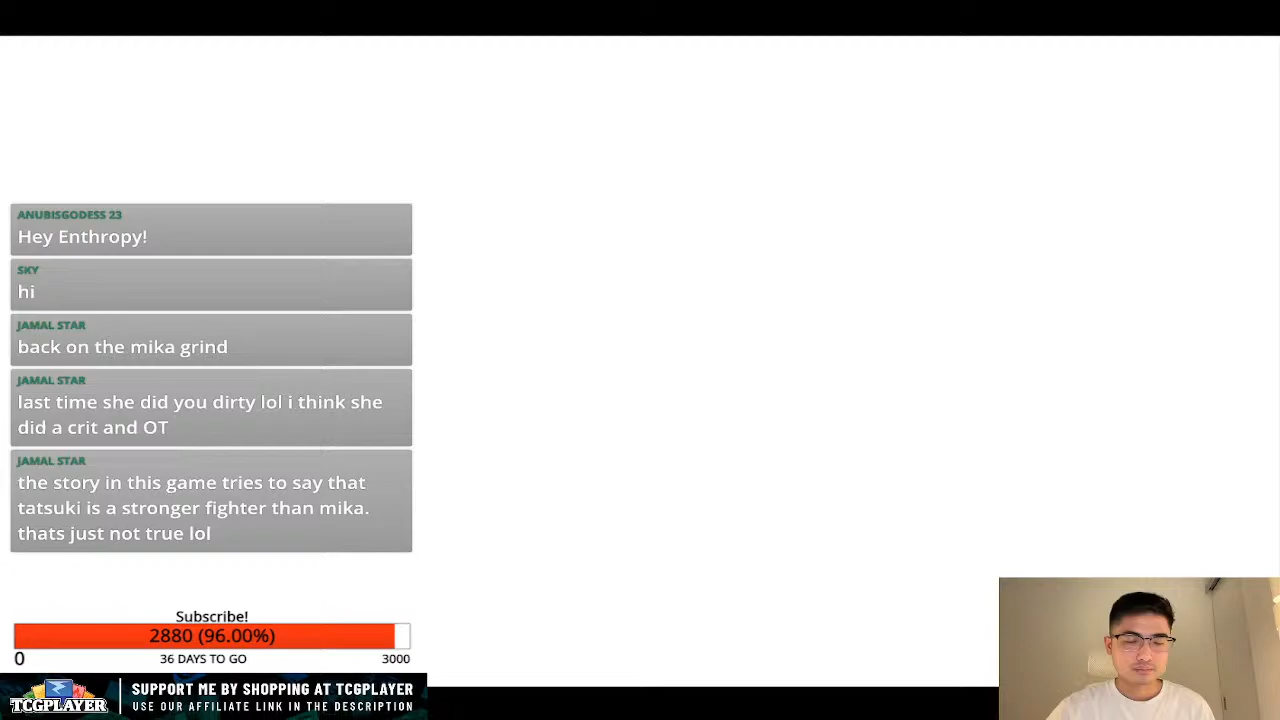 ANUBISGODESS 23
Hey Enthropy!
SKY
hi
JAMAL STAR
back on the mika grind
JAMAL STAR
last time she did you dirty lol i think she
did a crit and OT
JAMAL STAR
the story in this game tries to say that
tatsuki is a stronger fighter than mika.
thats just not true lol
Subscribe!
2880 (96.00%)
0 36 DAYS TO GO 3000
TCGPLAYER
SUPPORT ME BY SHOPPING AT TCGPLAYER
USE OUR AFFILIATE LINK IN THE DESCRIPTION